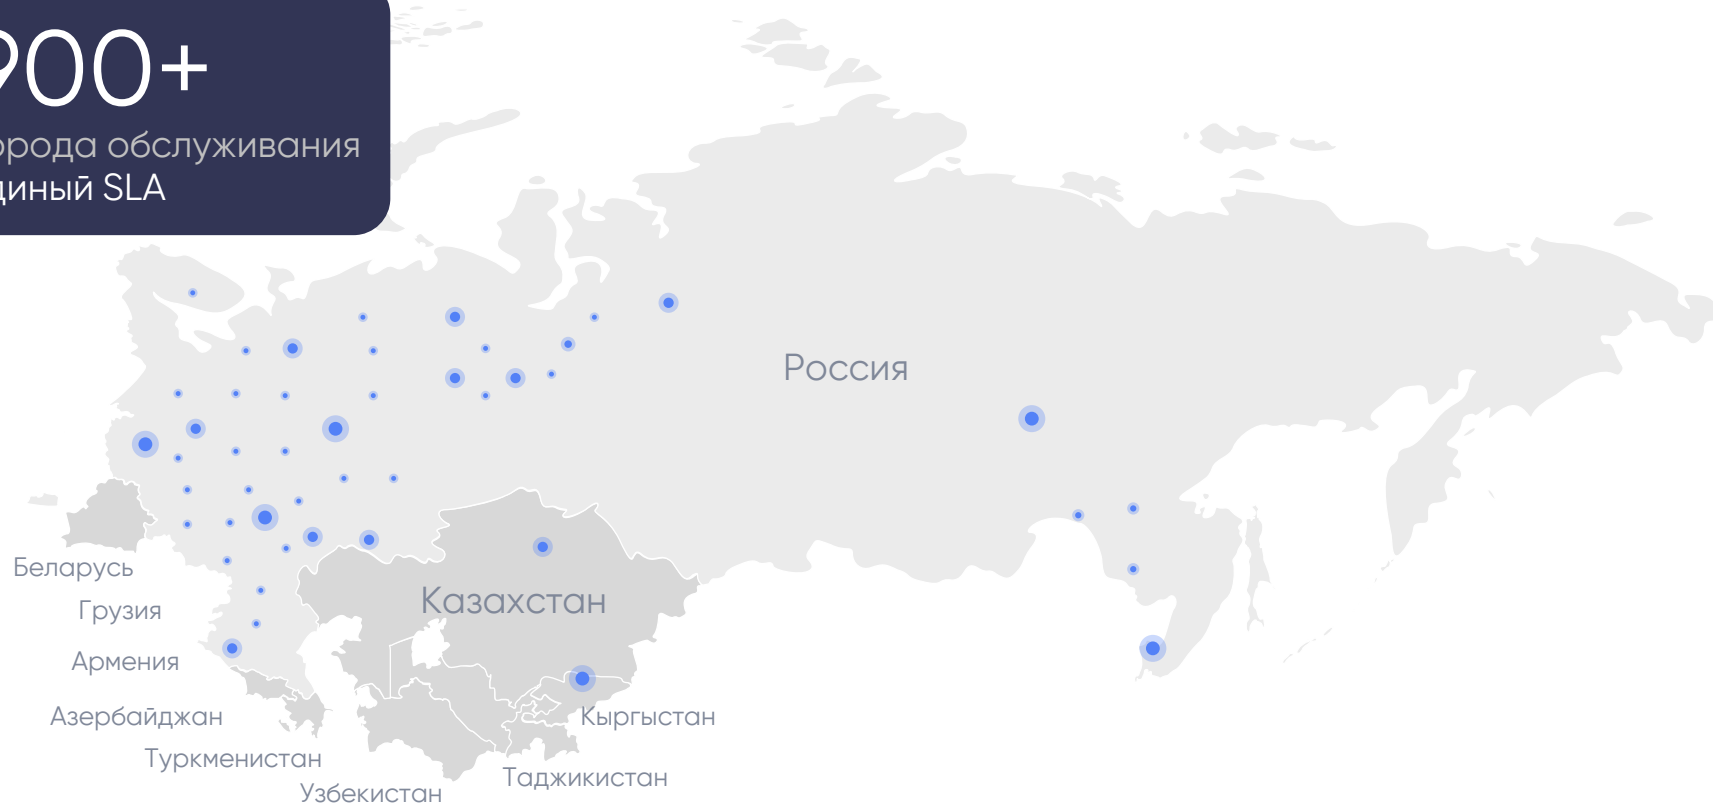 900+
орода обслуживания
диный SLA
Россия
Казахстан
Беларусь
Грузия
Армения
Азербайджан
Кыргыстан
Туркменистан
Таджикистан
Узбекистан